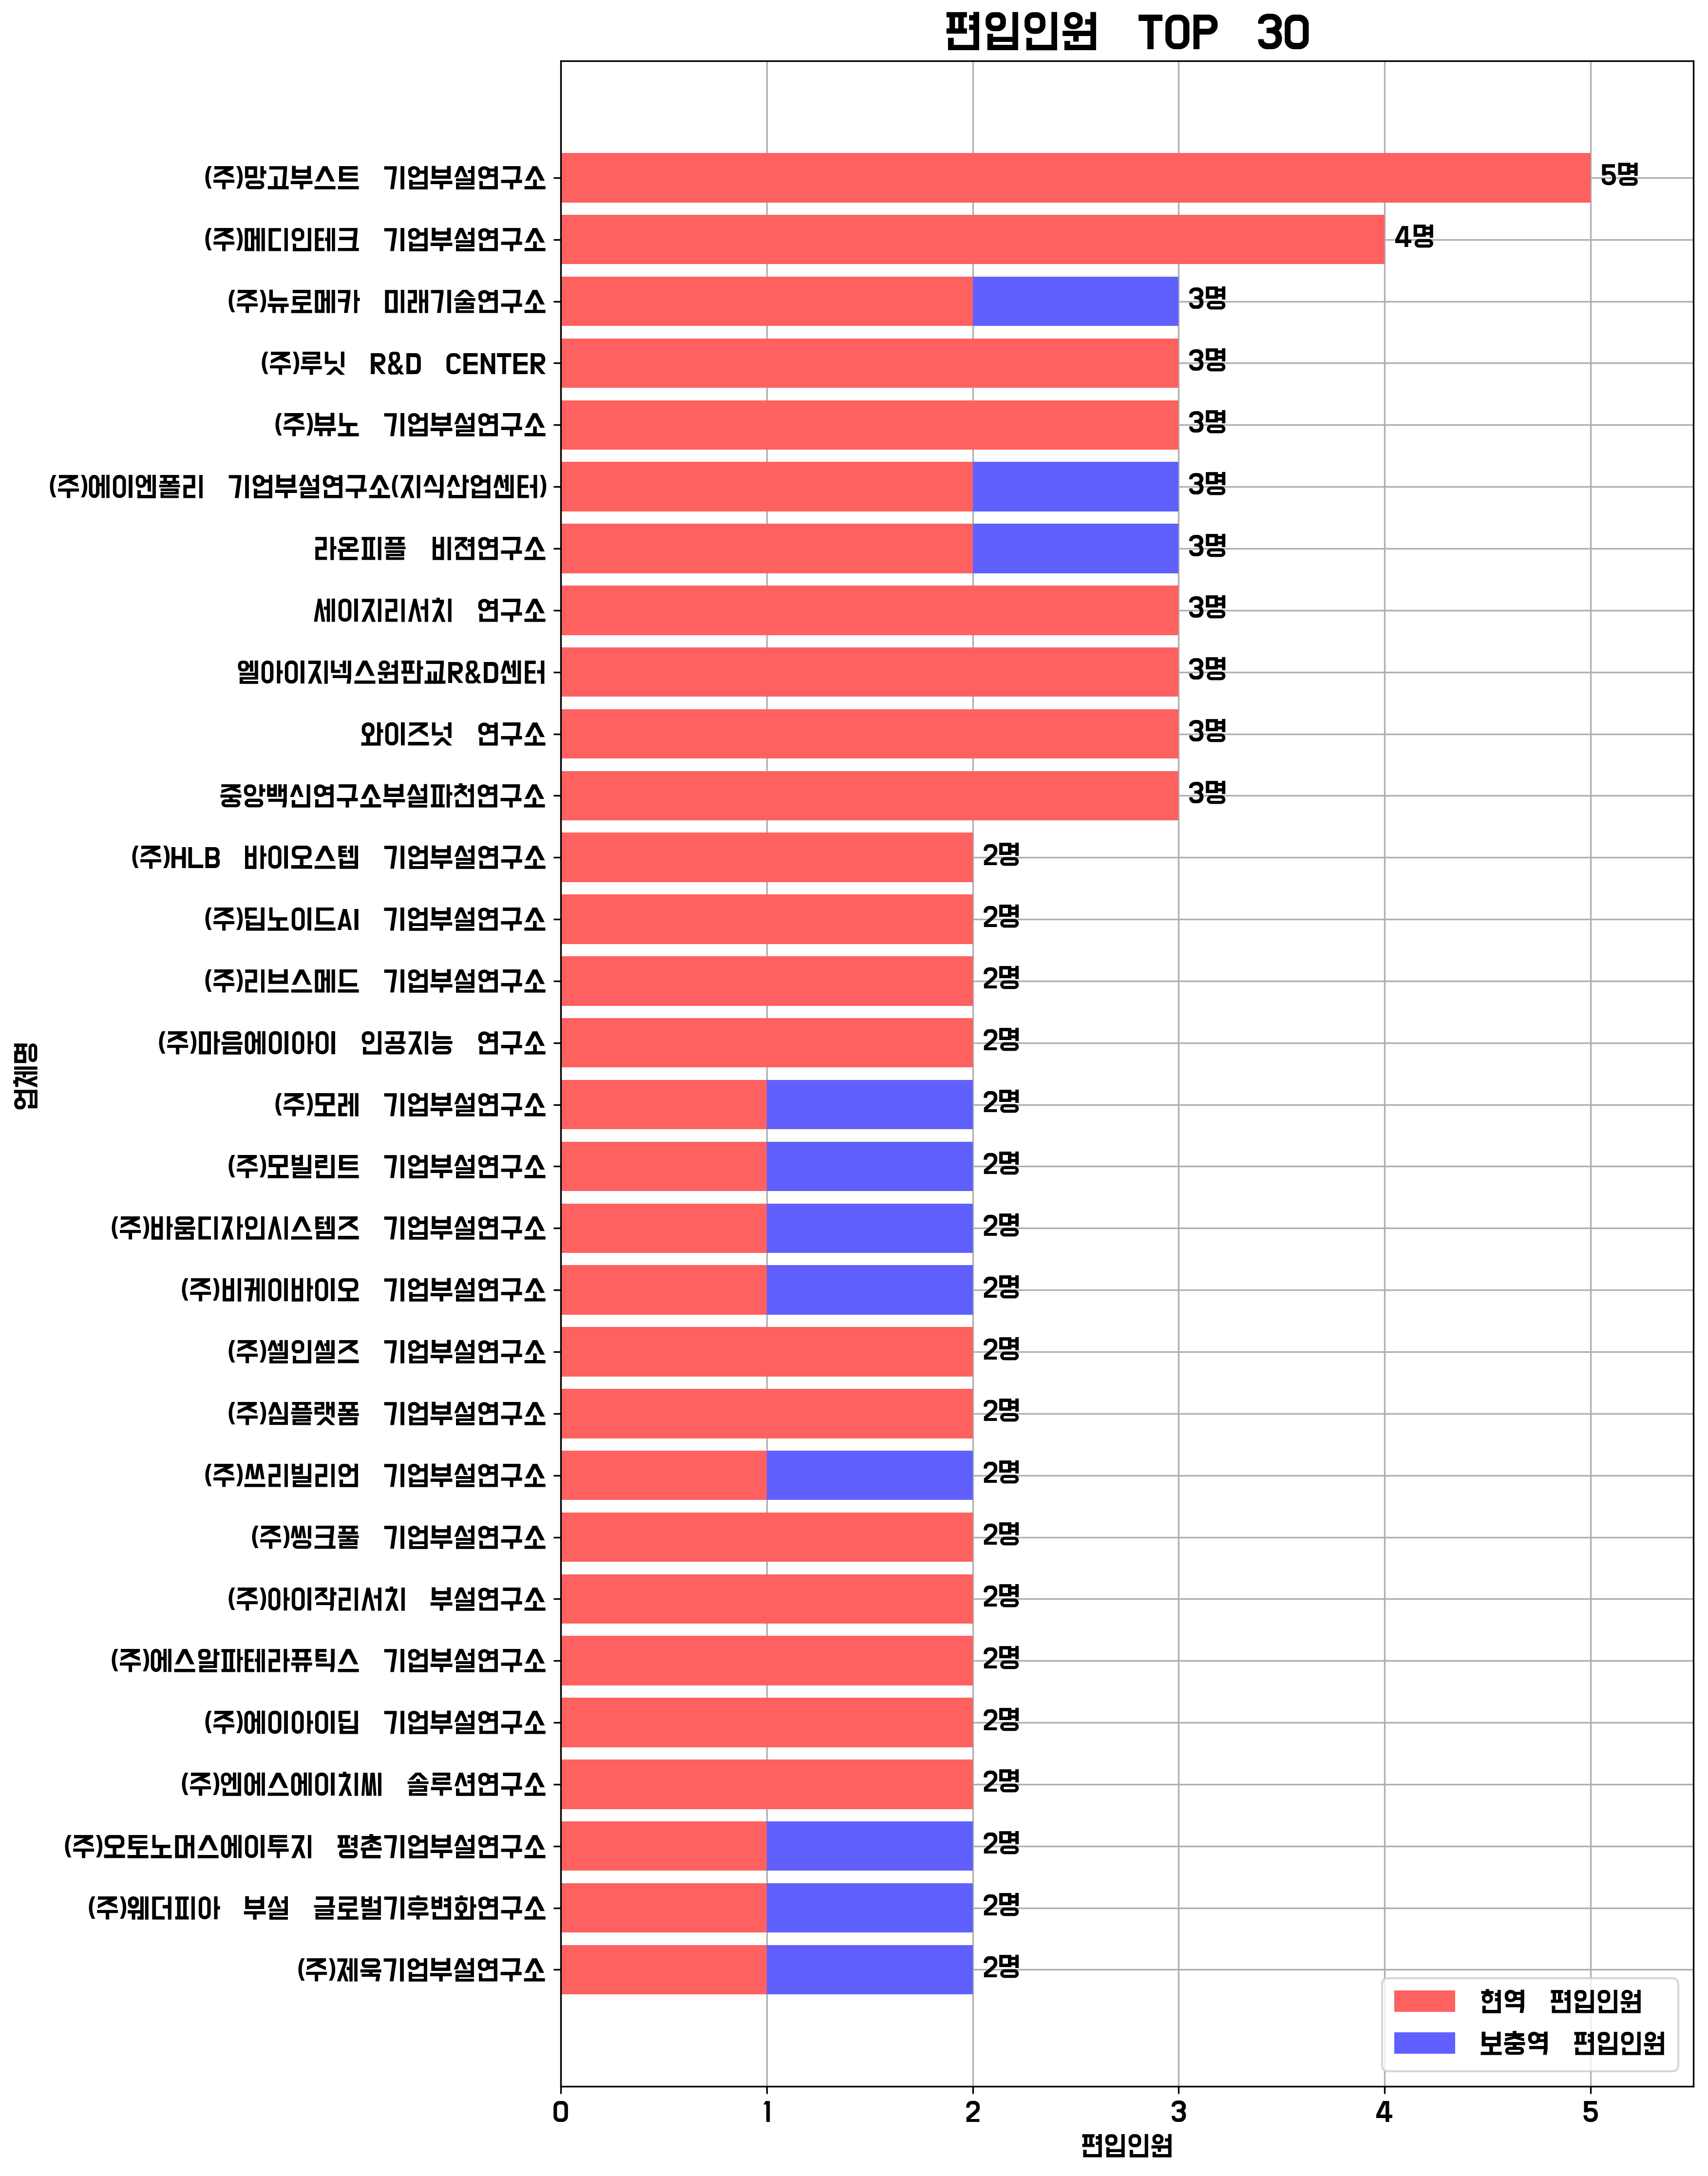 편입인원 TOP 30
(주)망고부스트 기업부설연구소 5명
(주)메디인테크 기업부설연구소 4명
(주)뉴로메카 미래기술연구소 3명
(주)루닛 R&D CENTER 3명
(주)뷰노 기업부설연구소 3명
(주)에이엔폴리 기업부설연구소(지식산업센터) 3명
라온피플 비젼연구소 3명
세이지리서치 연구소 3명
엘아이지넥스원판교R&D센터 3명
와이즈넛 연구소 3명
중앙백신연구소부설파천연구소 3명
(주)HLB 바이오스텝 기업부설연구소 2명
(주)딥노이드AI 기업부설연구소 2명
(주)리브스메드 기업부설연구소 2명
(주)마음에이아이 인공지능 연구소 2명
(주)모레 기업부설연구소 2명
(주)모빌린트 기업부설연구소 2명
(주)바움디자인시스템즈 기업부설연구소 2명
(주)비케이바이오 기업부설연구소 2명
(주)셀인셀즈 기업부설연구소 2명
(주)심플랫폼 기업부설연구소 2명
(주)쓰리빌리언 기업부설연구소 2명
(주)씽크풀 기업부설연구소 2명
(주)아이작리서치 부설연구소 2명
(주)에스알파테라퓨틱스 기업부설연구소 2명
(주)에이아이딥 기업부설연구소 2명
(주)엔에스에이치씨 솔루션연구소 2명
(주)오토노머스에이투지 평촌기업부설연구소 2명
(주)웨더피아 부설 글로벌기후변화연구소 2명
(주)제욱기업부설연구소 2명
업체명
현역 편입인원
보충역 편입인원
0 1 2 3 4 5
편입인원